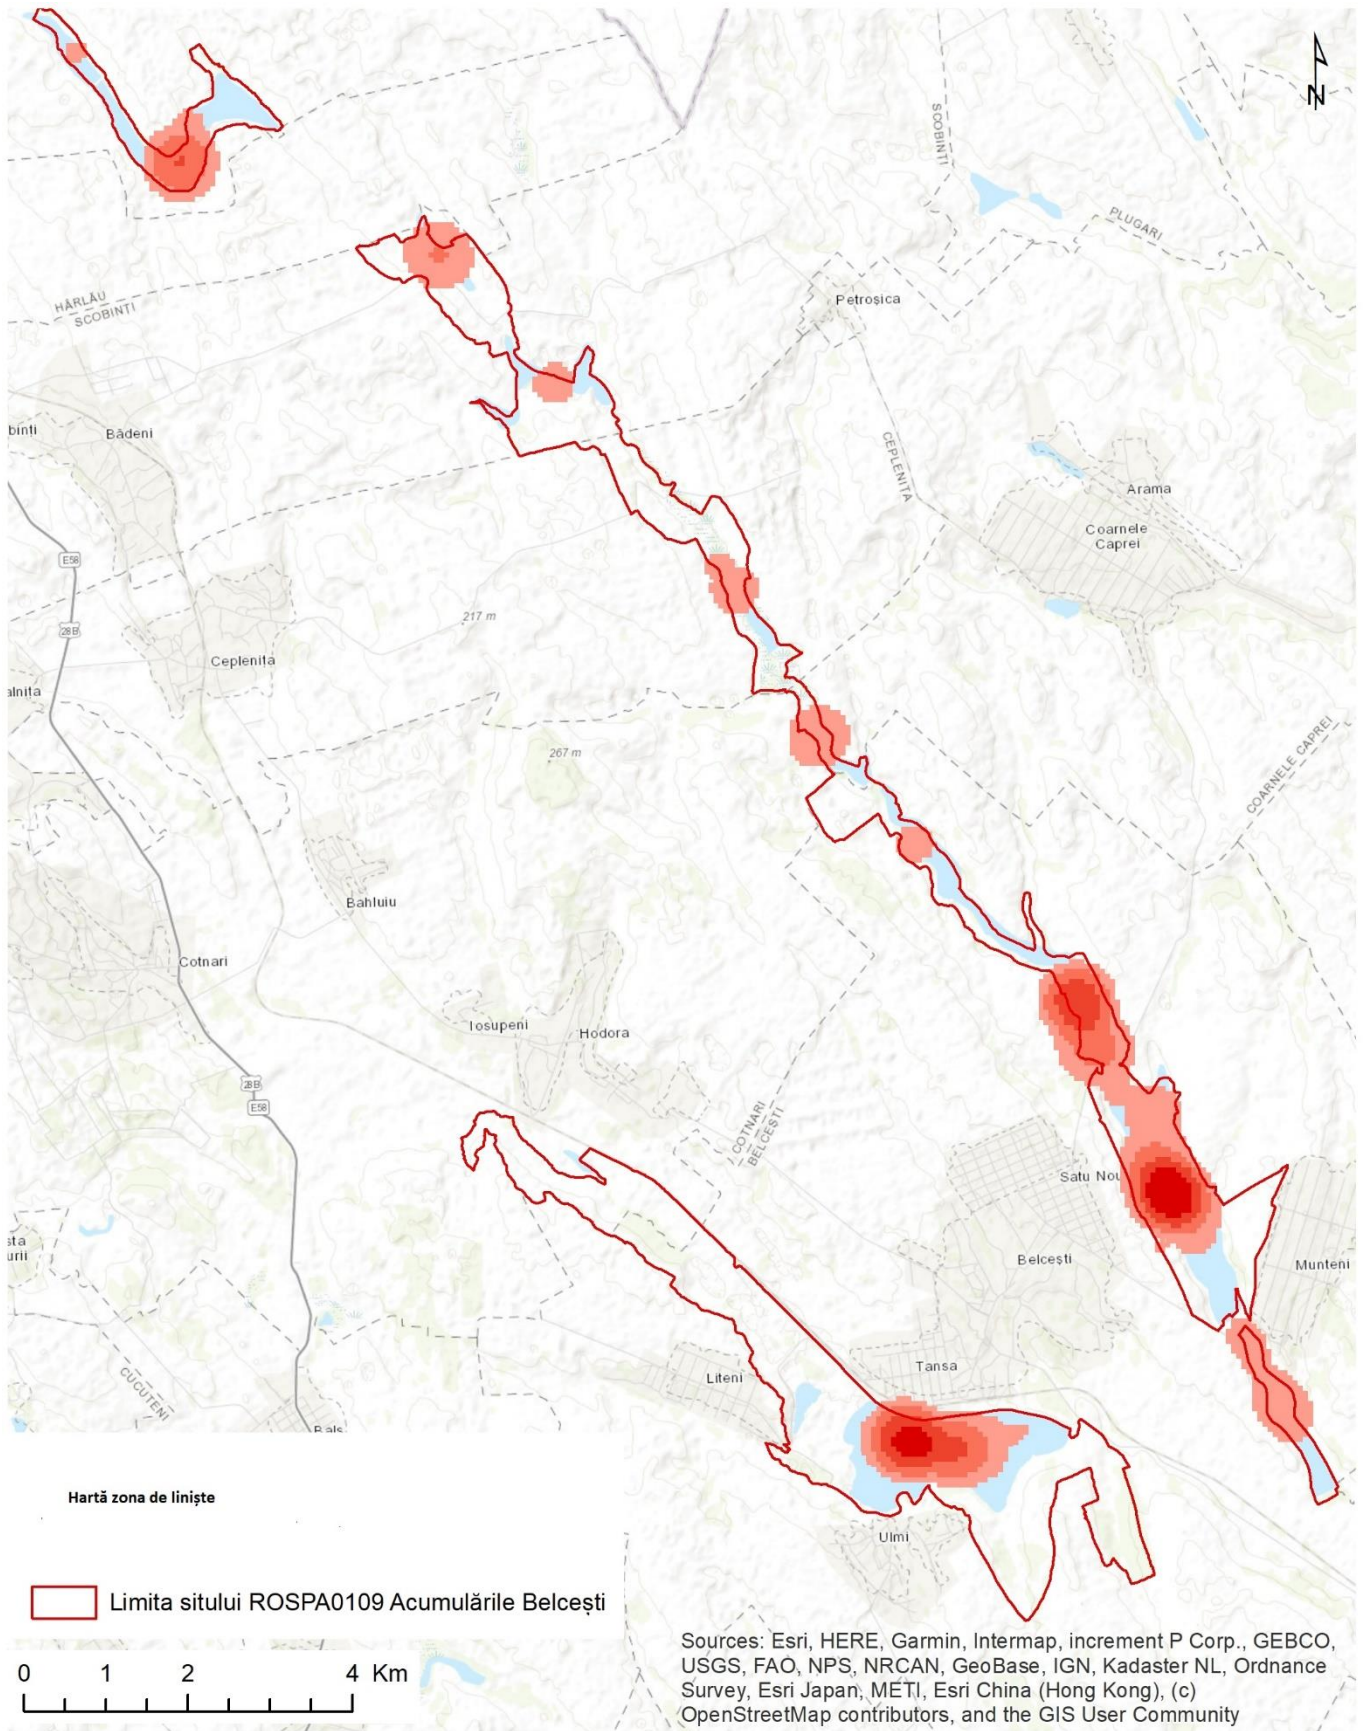 N
SCOBINTI
PLUGARI
HÂRLĂU
SCOBINTI
Petroșica
binți
Bădeni
CEPLENIȚA
Arama
Coarnele
Caprei
E58
28B
217 m
Ceplenița
alnița
267 m
COARNELE CAPREI
Bahluiu
Cotnari
Iosupeni
Hodora
28B
E58
COTNARI
BELCEȘTI
Satu Nou
sta
urii
Belcești
Munteni
CUCUTENI
Liteni
Tansa
Bals
Hartă zona de liniște
Ulmi
Limita sitului ROSPA0109 Acumulările Belcești
0 1 2 4 Km
Sources: Esri, HERE, Garmin, Intermap, increment P Corp., GEBCO,
USGS, FAO, NPS, NRCAN, GeoBase, IGN, Kadaster NL, Ordnance
Survey, Esri Japan, METI, Esri China (Hong Kong), (c)
OpenStreetMap contributors, and the GIS User Community